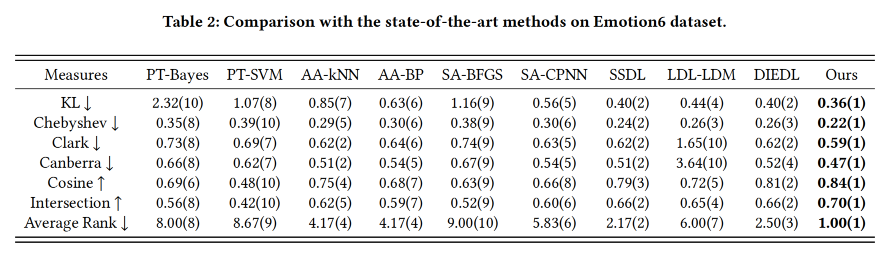 Table 2: Comparison with the state-of-the-art methods on Emotion6 dataset.
Measures PT-Bayes PT-SVM AA-kNN AA-BP SA-BFGS SA-CPNN SSDL LDL-LDM DIEDL Ours
KL ↓ 2.32(10) 1.07(8) 0.85(7) 0.63(6) 1.16(9) 0.56(5) 0.40(2) 0.44(4) 0.40(2) 0.36(1)
Chebyshev ↓ 0.35(8) 0.39(10) 0.29(5) 0.30(6) 0.38(9) 0.30(6) 0.24(2) 0.26(3) 0.26(3) 0.22(1)
Clark ↓ 0.73(8) 0.69(7) 0.62(2) 0.64(6) 0.74(9) 0.63(5) 0.62(2) 1.65(10) 0.62(2) 0.59(1)
Canberra ↓ 0.66(8) 0.62(7) 0.51(2) 0.54(5) 0.67(9) 0.54(5) 0.51(2) 3.64(10) 0.52(4) 0.47(1)
Cosine ↑ 0.69(6) 0.48(10) 0.75(4) 0.68(7) 0.63(9) 0.66(8) 0.79(3) 0.72(5) 0.81(2) 0.84(1)
Intersection ↑ 0.56(8) 0.42(10) 0.62(5) 0.59(7) 0.52(9) 0.60(6) 0.66(2) 0.65(4) 0.66(2) 0.70(1)
Average Rank ↓ 8.00(8) 8.67(9) 4.17(4) 4.17(4) 9.00(10) 5.83(6) 2.17(2) 6.00(7) 2.50(3) 1.00(1)